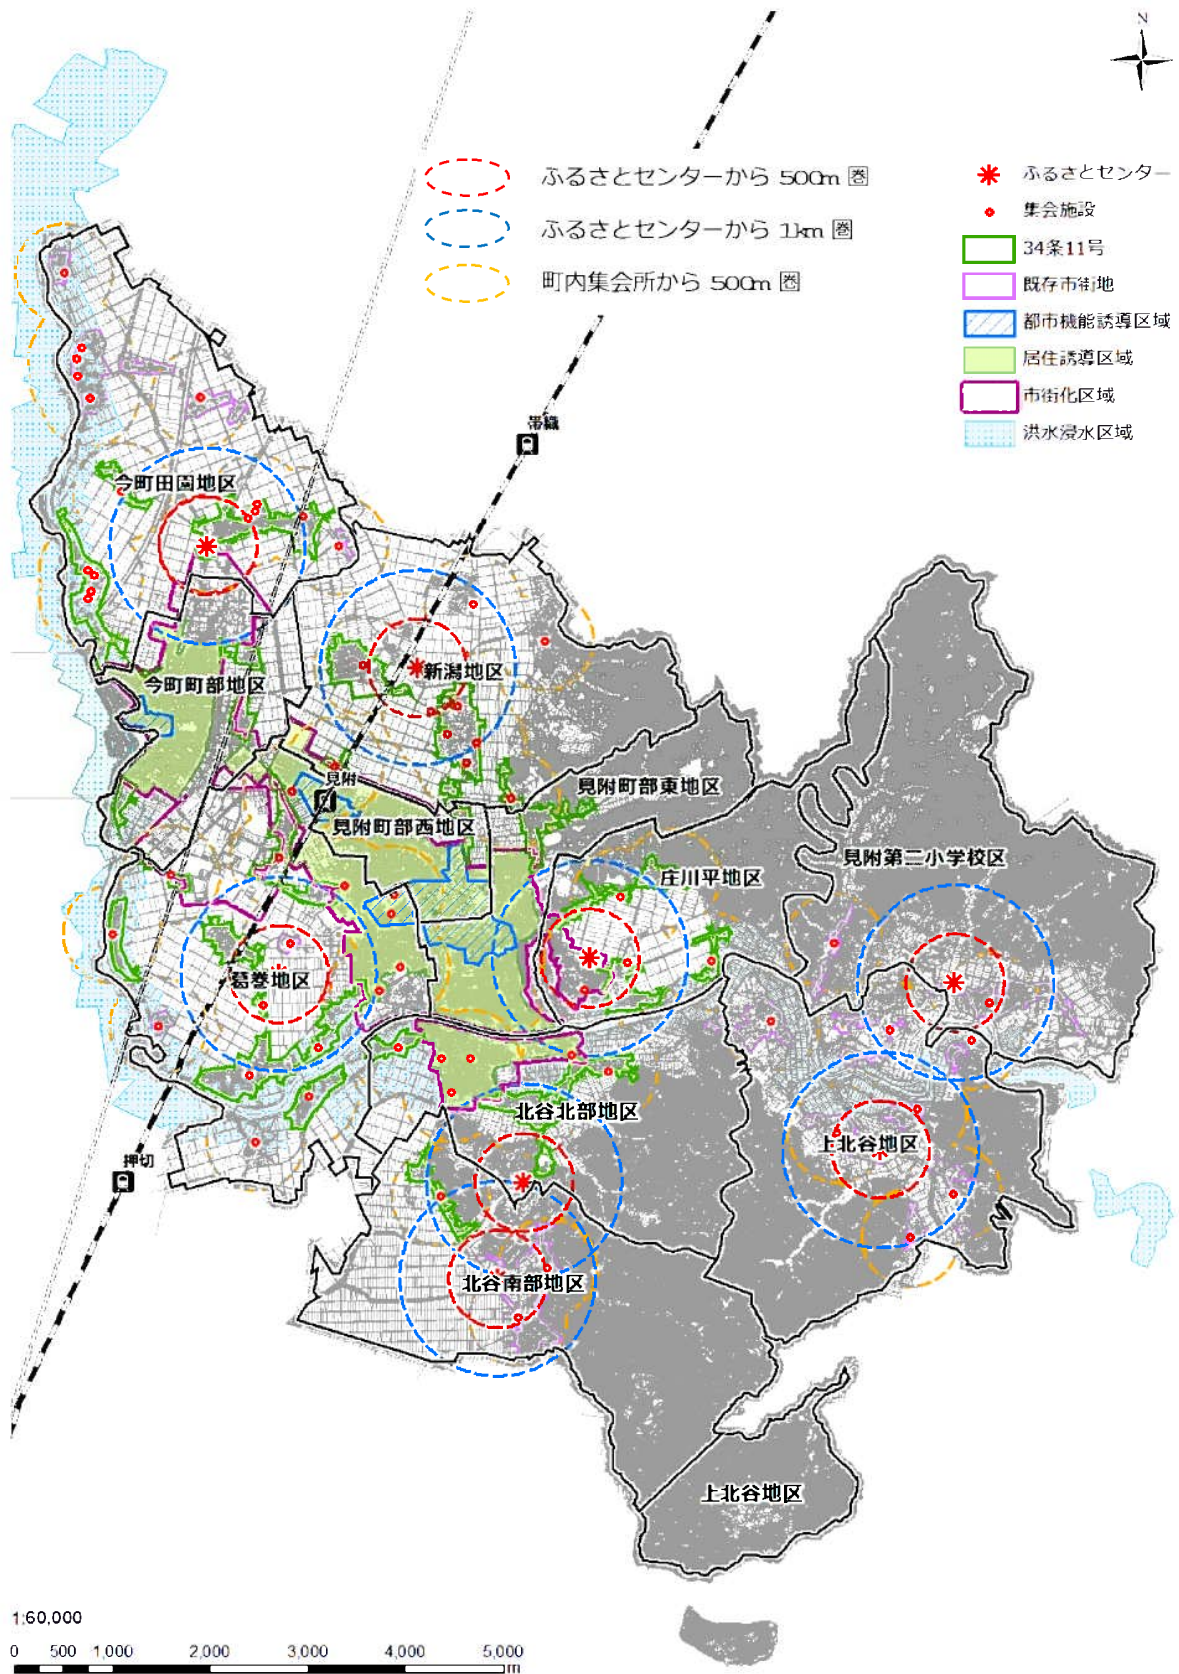 N
ふるさとセンターから 500m 圏
ふるさとセンターから 1km 圏
町内集会所から 500m 圏
ふるさとセンター
集会施設
34条11号
既存市街地
都市機能誘導区域
居住誘導区域
市街化区域
洪水浸水区域
帯織
今町田園地区
新潟地区
今町町部地区
見附
見附町部東地区
見附町部西地区
見附第二小学校区
庄川平地区
葛巻地区
北谷北部地区
上北谷地区
押切
北谷南部地区
上北谷地区
1:60,000
0 500 1,000 2,000 3,000 4,000 5,000
m